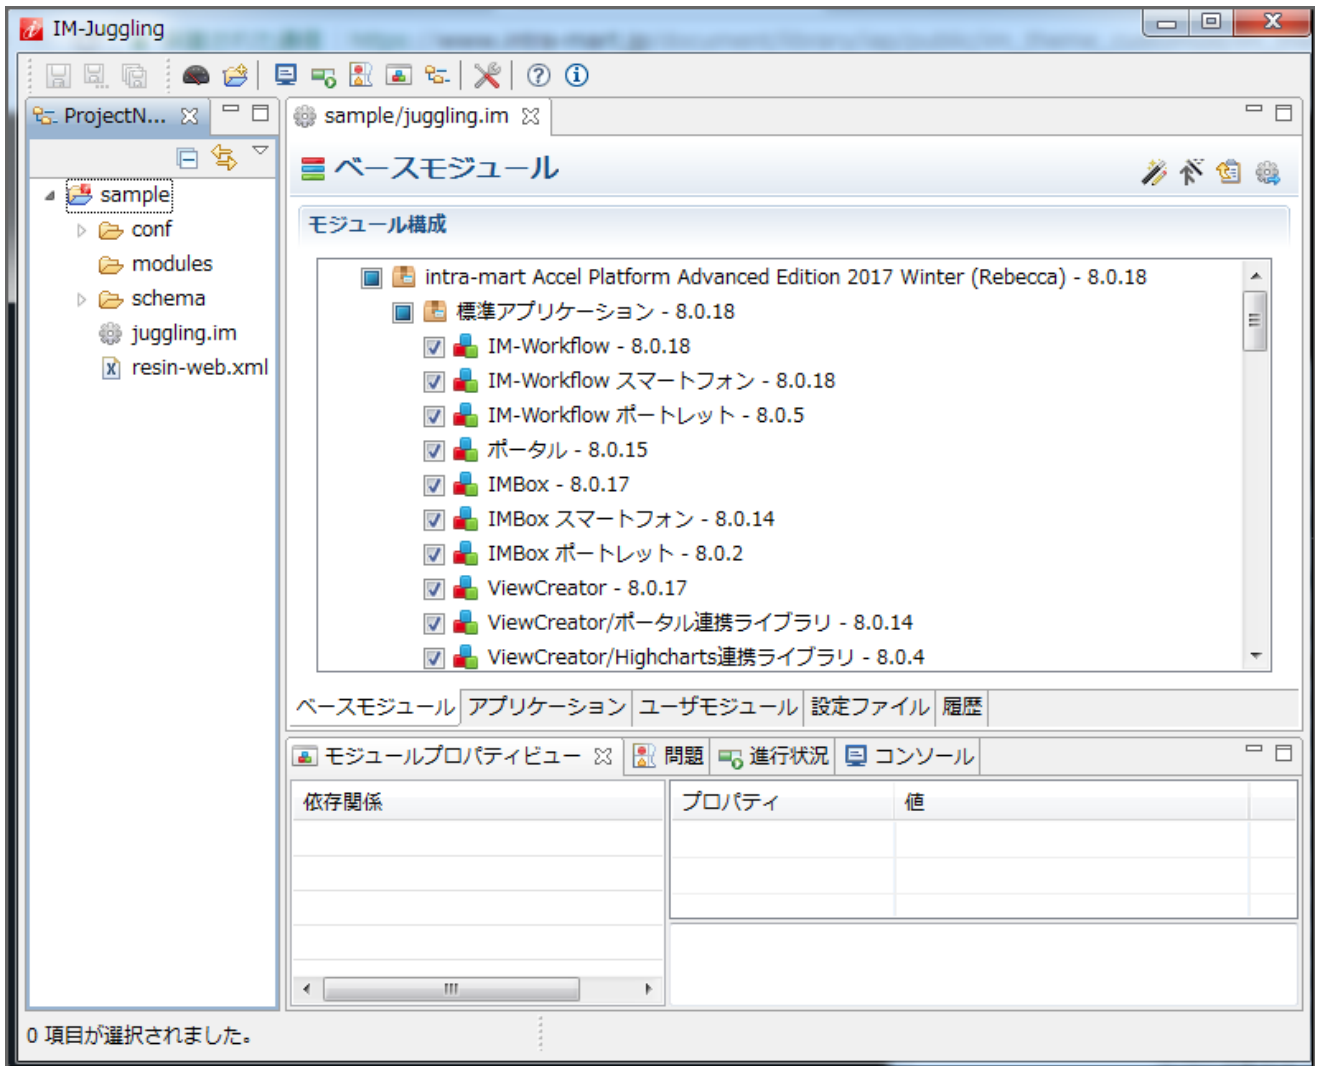 IM-Juggling
ProjectN...
sample/juggling.im
sample
conf
modules
schema
juggling.im
resin-web.xml
ベースモジュール
モジュール構成
intra-mart Accel Platform Advanced Edition 2017 Winter (Rebecca) - 8.0.18
標準アプリケーション - 8.0.18
IM-Workflow - 8.0.18
IM-Workflow スマートフォン - 8.0.18
IM-Workflow ポートレット - 8.0.5
ポータル - 8.0.15
IMBox - 8.0.17
IMBox スマートフォン - 8.0.14
IMBox ポートレット - 8.0.2
ViewCreator - 8.0.17
ViewCreator/ポータル連携ライブラリ - 8.0.14
ViewCreator/Highcharts連携ライブラリ - 8.0.4
ベースモジュール アプリケーション ユーザモジュール 設定ファイル 履歴
モジュールプロパティビュー 問題 進行状況 コンソール
依存関係 プロパティ 値
0 項目が選択されました。